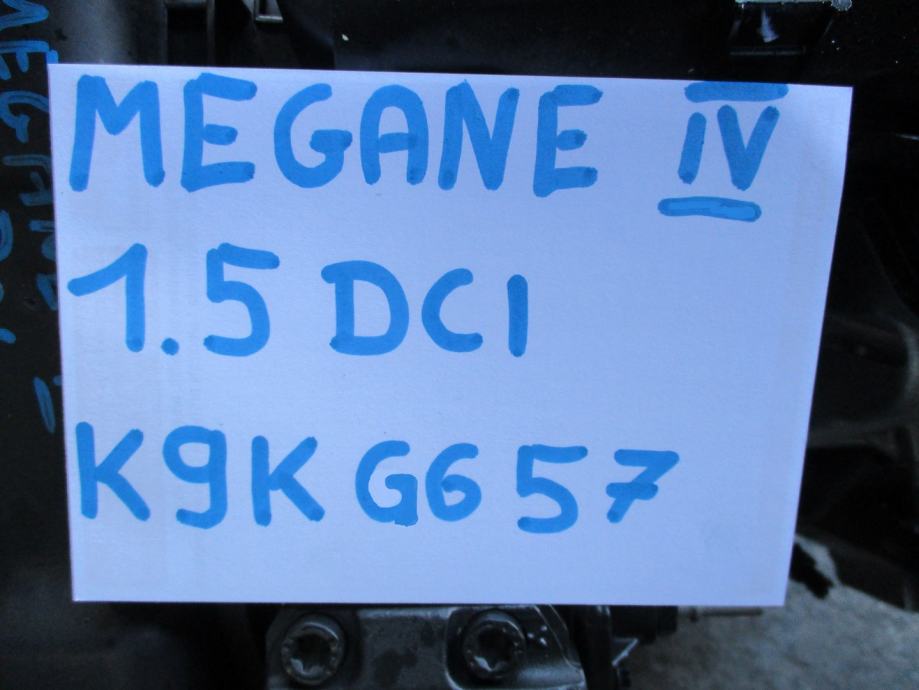 MEGANE IV
1.5 DCI
K9K G657